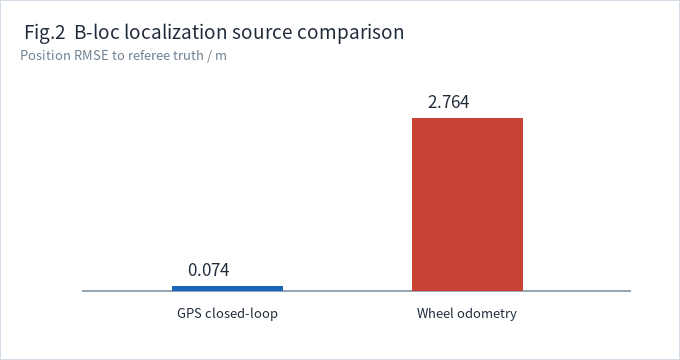 Fig.2 B-loc localization source comparison
Position RMSE to referee truth / m
2.764
0.074
GPS closed-loop
Wheel odometry